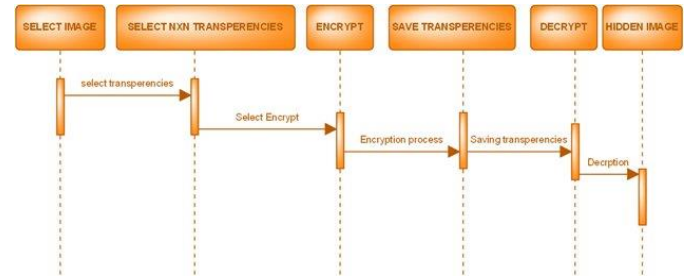 SELECT IMAGE
SELECT NXN TRANSPERENCIES
ENCRYPT
SAVE TRANSPERENCIES
DECRYPT
HIDDEN IMAGE
select transperencies
Select Encrypt
Encryption process
Saving transperencies
Decrption